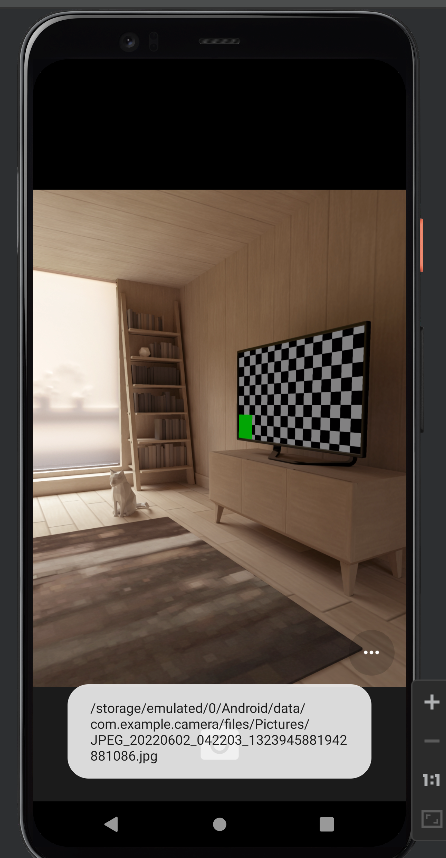 /storage/emulated/0/Android/data/
com.example.camera/files/Pictures/
JPEG_20220602_042203_1323945881942
881086.jpg
1:1